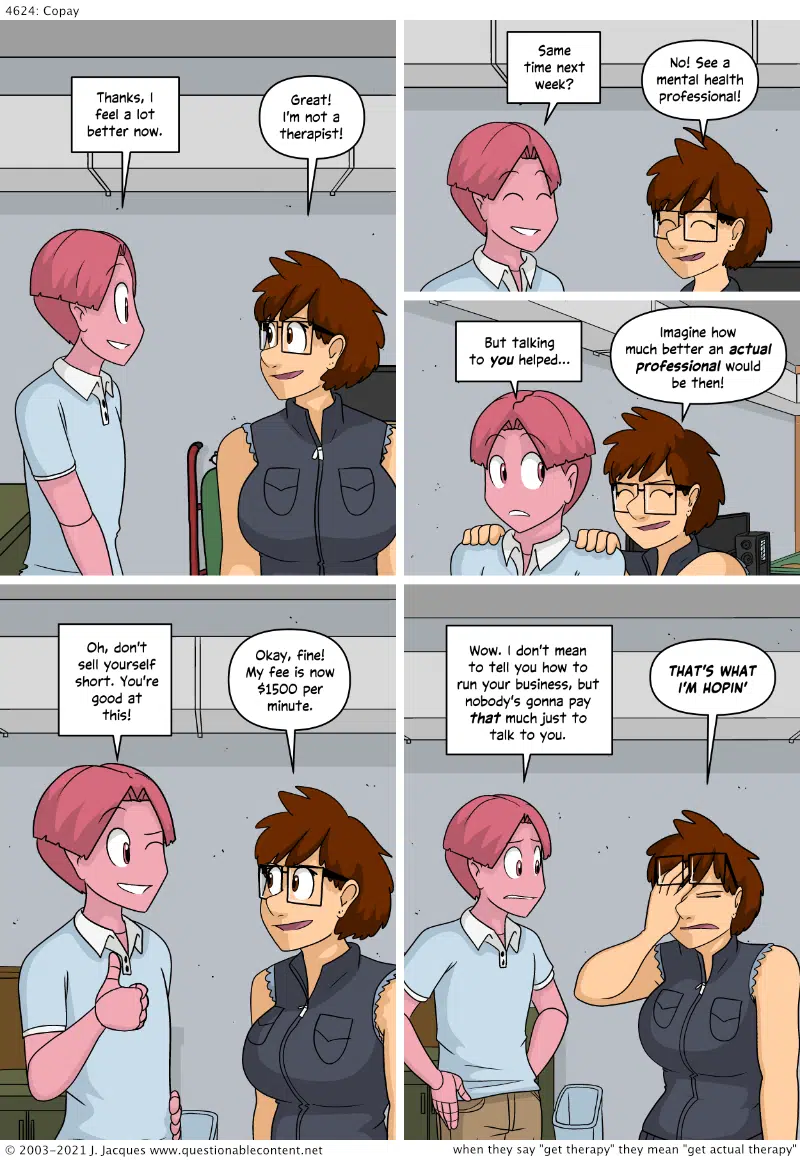 4624: Copay
Thanks, I
feel a lot
better now.
Great!
I'm not a
therapist!
Same
time next
week?
No! See a
mental health
professional!
But talking
to you helped...
Imagine how
much better an actual
professional would
be then!
Oh, don't
sell yourself
short. You're
good at
this!
Okay, fine!
My fee is now
$1500 per
minute.
Wow. I don't mean
to tell you how to
run your business, but
nobody's gonna pay
that much just to
talk to you.
THAT'S WHAT
I'M HOPIN'
© 2003-2021 J. Jacques www.questionablecontent.net
when they say "get therapy" they mean "get actual therapy"